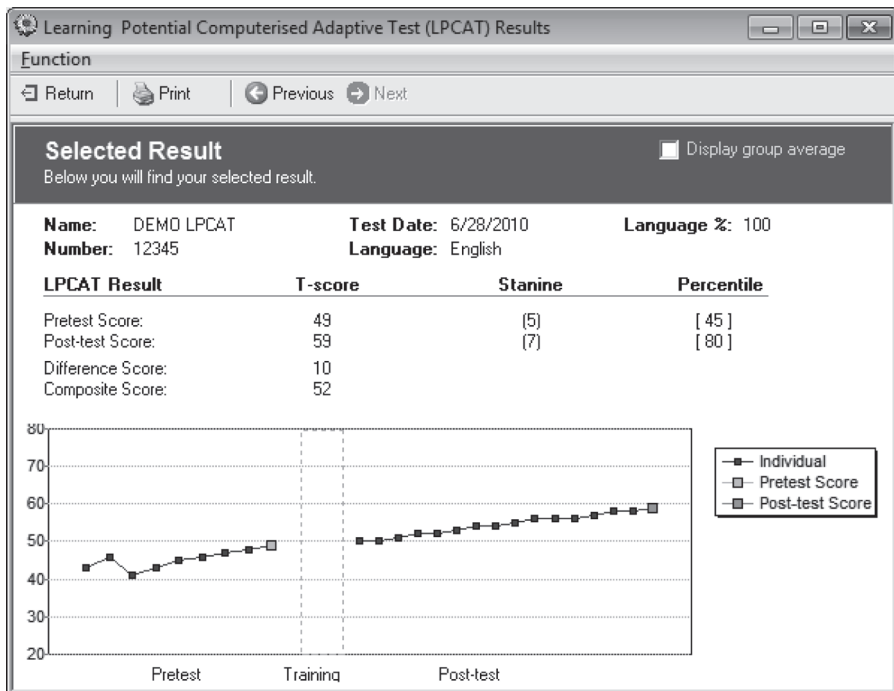 Learning Potential Computerised Adaptive Test (LPCAT) Results
Function
Return Print Previous Next
Selected Result
Display group average
Below you will find your selected result.
Name: DEMO LPCAT Test Date: 6/28/2010 Language %: 100
Number: 12345 Language: English
LPCAT Result T-score Stanine Percentile
Pretest Score: 49 (5) [ 45 ]
Post-test Score: 59 (7) [ 80 ]
Difference Score: 10
Composite Score: 52
80
70
60
50
40
30
20
Pretest Training Post-test
Individual
Pretest Score
Post-test Score